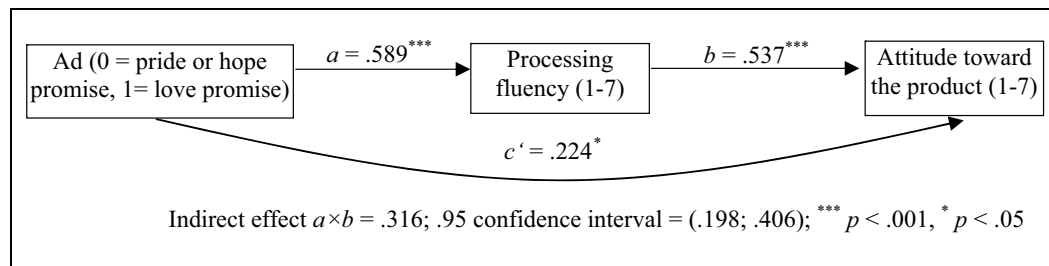 Ad (0 = pride or hope
promise, 1= love promise)
a = .589***
Processing
fluency (1-7)
b = .537***
Attitude toward
the product (1-7)
c‘ = .224*
Indirect effect a×b = .316; .95 confidence interval = (.198; .406); *** p < .001, * p < .05